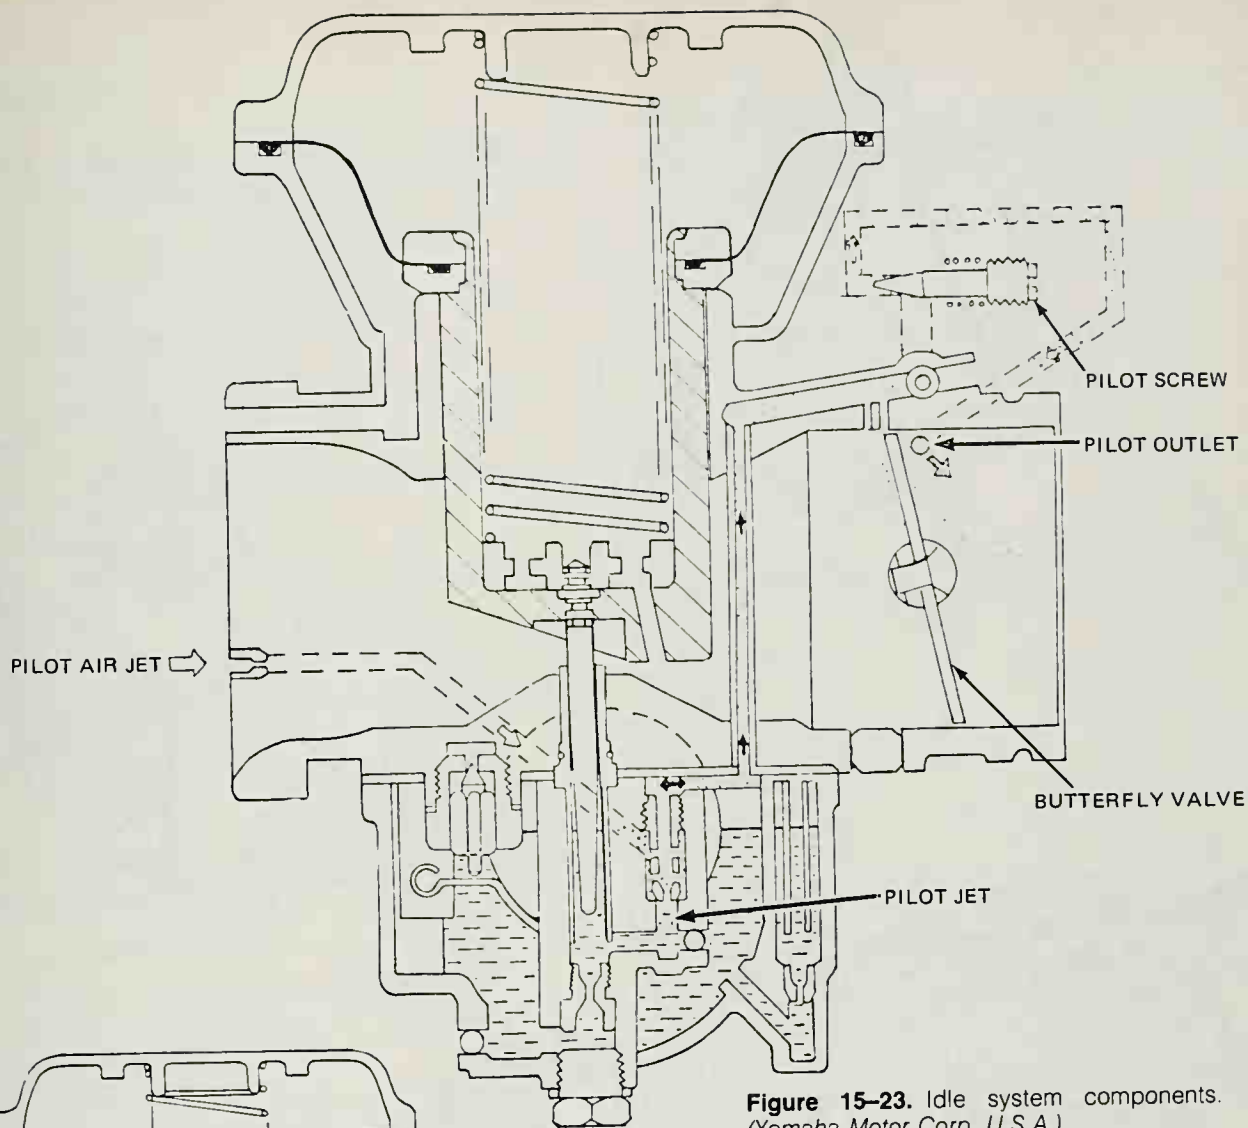 PILOT SCREW
PILOT OUTLET
PILOT AIR JET
BUTTERFLY VALVE
PILOT JET
Figure 15–23. Idle system components.
(Yamaha Motor Corp. U.S.A.)